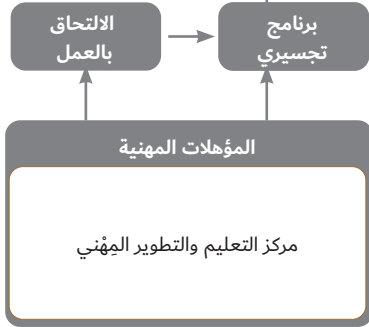 برنامج
تجسيري
الالتحاق
بالعمل
المؤهلات المهنية
مركز التعليم والتطوير المِهْني